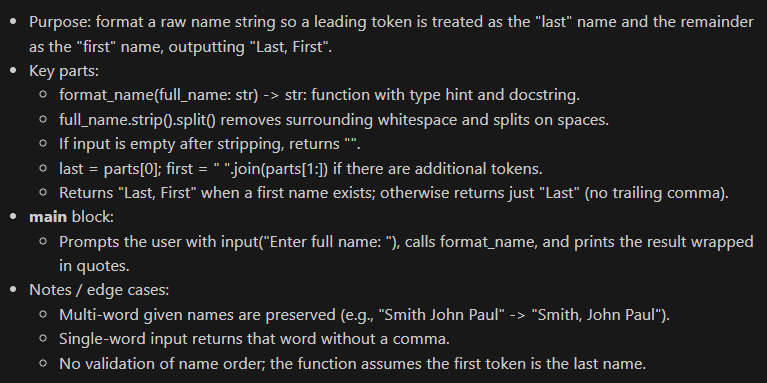 • Purpose: format a raw name string so a leading token is treated as the "last" name and the remainder
as the "first" name, outputting "Last, First".
• Key parts:
○ format_name(full_name: str) -> str: function with type hint and docstring.
○ full_name.strip().split() removes surrounding whitespace and splits on spaces.
○ If input is empty after stripping, returns "".
○ last = parts[0]; first = " ".join(parts[1:]) if there are additional tokens.
○ Returns "Last, First" when a first name exists; otherwise returns just "Last" (no trailing comma).
• main block:
○ Prompts the user with input("Enter full name: "), calls format_name, and prints the result wrapped
in quotes.
• Notes / edge cases:
○ Multi-word given names are preserved (e.g., "Smith John Paul" -> "Smith, John Paul").
○ Single-word input returns that word without a comma.
○ No validation of name order; the function assumes the first token is the last name.